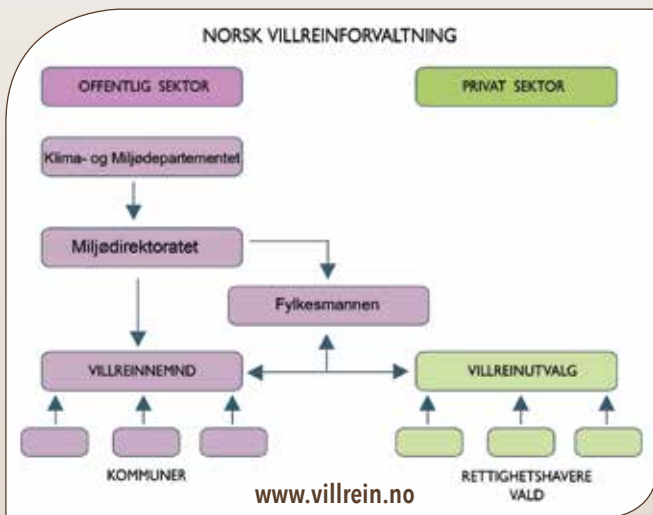 NORSK VILLREINFORVALTNING
OFFENTLIG SEKTOR
PRIVAT SEKTOR
Klima- og Miljødepartementet
Miljødirektoratet
Fylkesmannen
VILLREINNEMND
VILLREINUTVALG
KOMMUNER
RETTIGHETSHAVERE
VALD
www.villrein.no